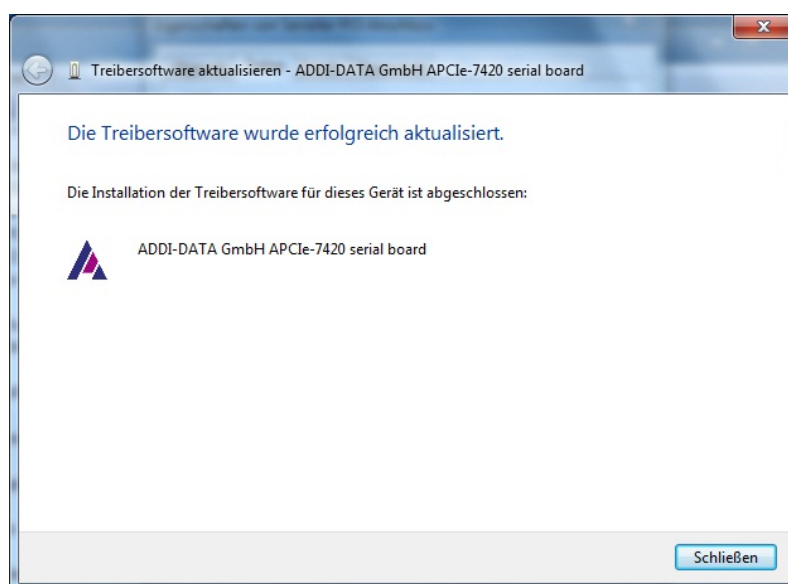 Treibersoftware aktualisieren - ADDI-DATA GmbH APCIe-7420 serial board
Die Treibersoftware wurde erfolgreich aktualisiert.
Die Installation der Treibersoftware für dieses Gerät ist abgeschlossen:
ADDI-DATA GmbH APCIe-7420 serial board
Schließen